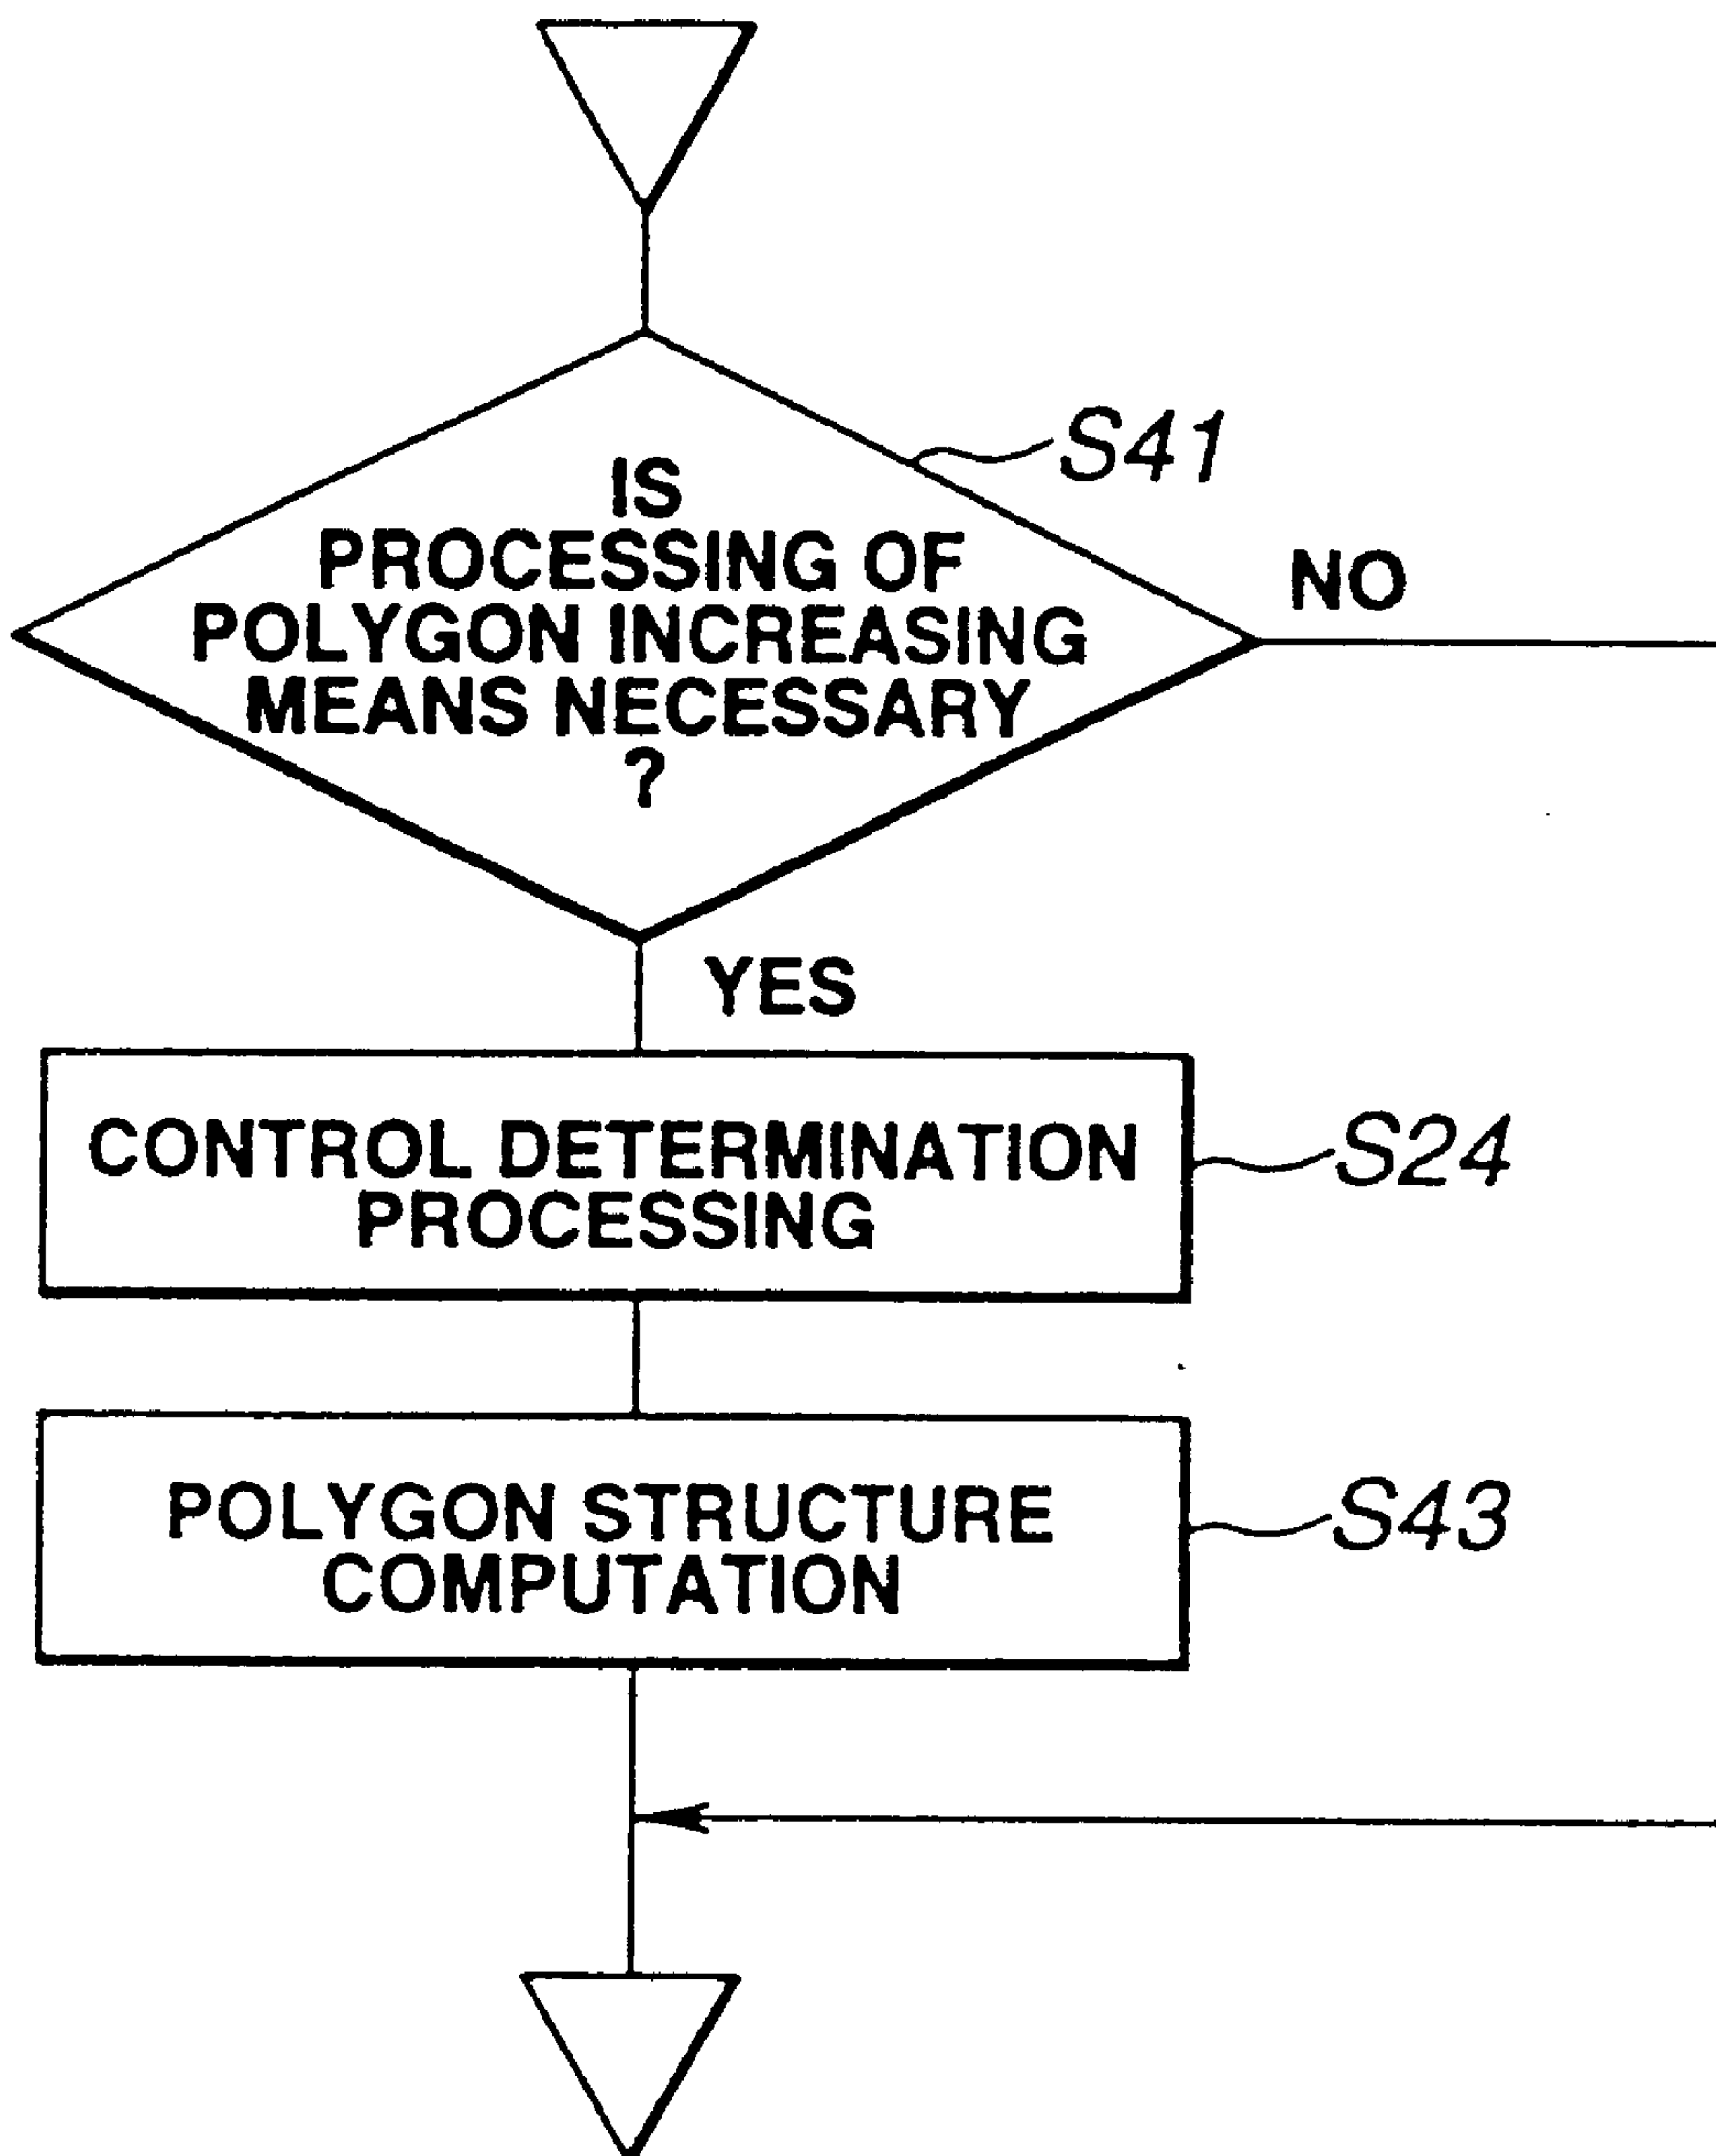 S41
IS
PROCESSING OF
POLYGON INCREASING
MEANS NECESSARY
?
NO
YES
CONTROL DETERMINATION
PROCESSING
S24
POLYGON STRUCTURE
COMPUTATION
S43